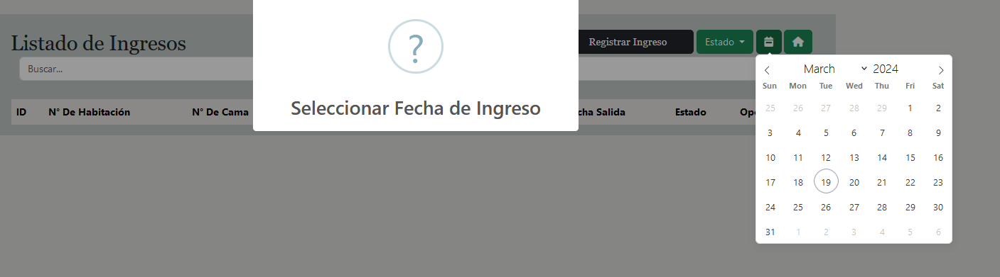 ?
Listado de Ingresos
Registrar Ingreso Estado
Buscar...
March 2024
Sun Mon Tue Wed Thu Fri Sat
Seleccionar Fecha de Ingreso
ID N° De Habitación N° De Cama cha Salida Estado Ope
25 26 27 28 29 1 2
3 4 5 6 7 8 9
10 11 12 13 14 15 16
17 18 19 20 21 22 23
24 25 26 27 28 29 30
31 1 2 3 4 5 6